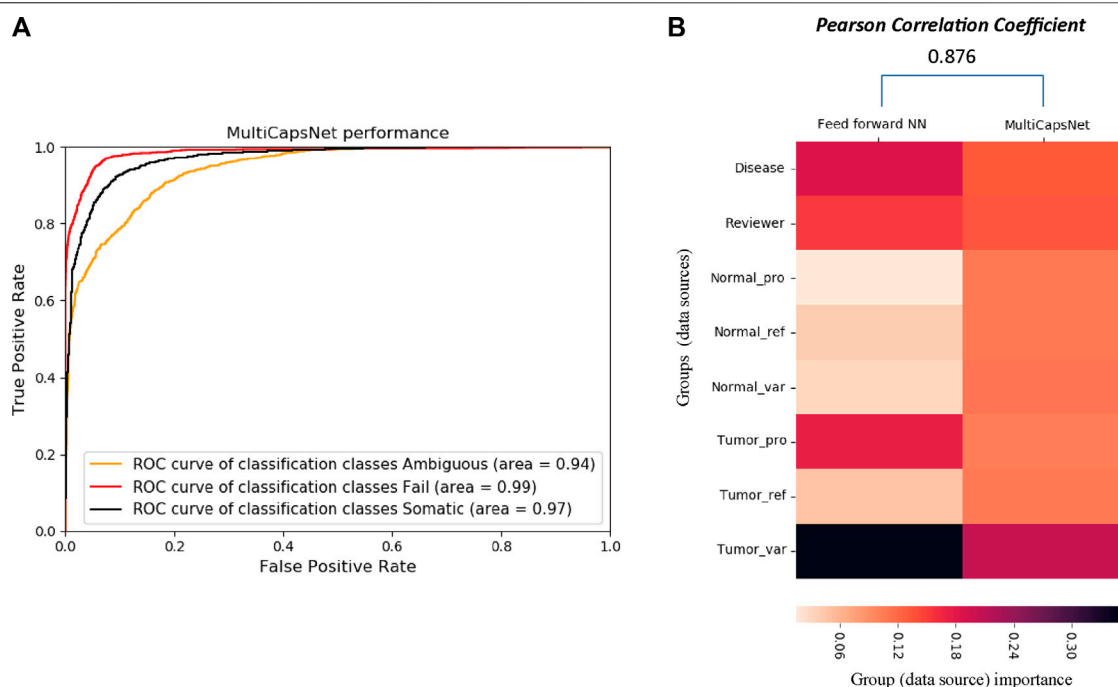 A
MultiCapsNet performance
True Positive Rate
1.0
0.8
0.6
0.4
0.2
0.0
ROC curve of classification classes Ambiguous (area = 0.94)
ROC curve of classification classes Fail (area = 0.99)
ROC curve of classification classes Somatic (area = 0.97)
0.0 0.2 0.4 0.6 0.8 1.0
False Positive Rate
B
Pearson Correlation Coefficient
0.876
Feed forward NN MultiCapsNet
Groups (data sources)
Disease
Reviewer
Normal_pro
Normal_ref
Normal_var
Tumor_pro
Tumor_ref
Tumor_var
0.06 0.12 0.18 0.24 0.30
Group (data source) importance